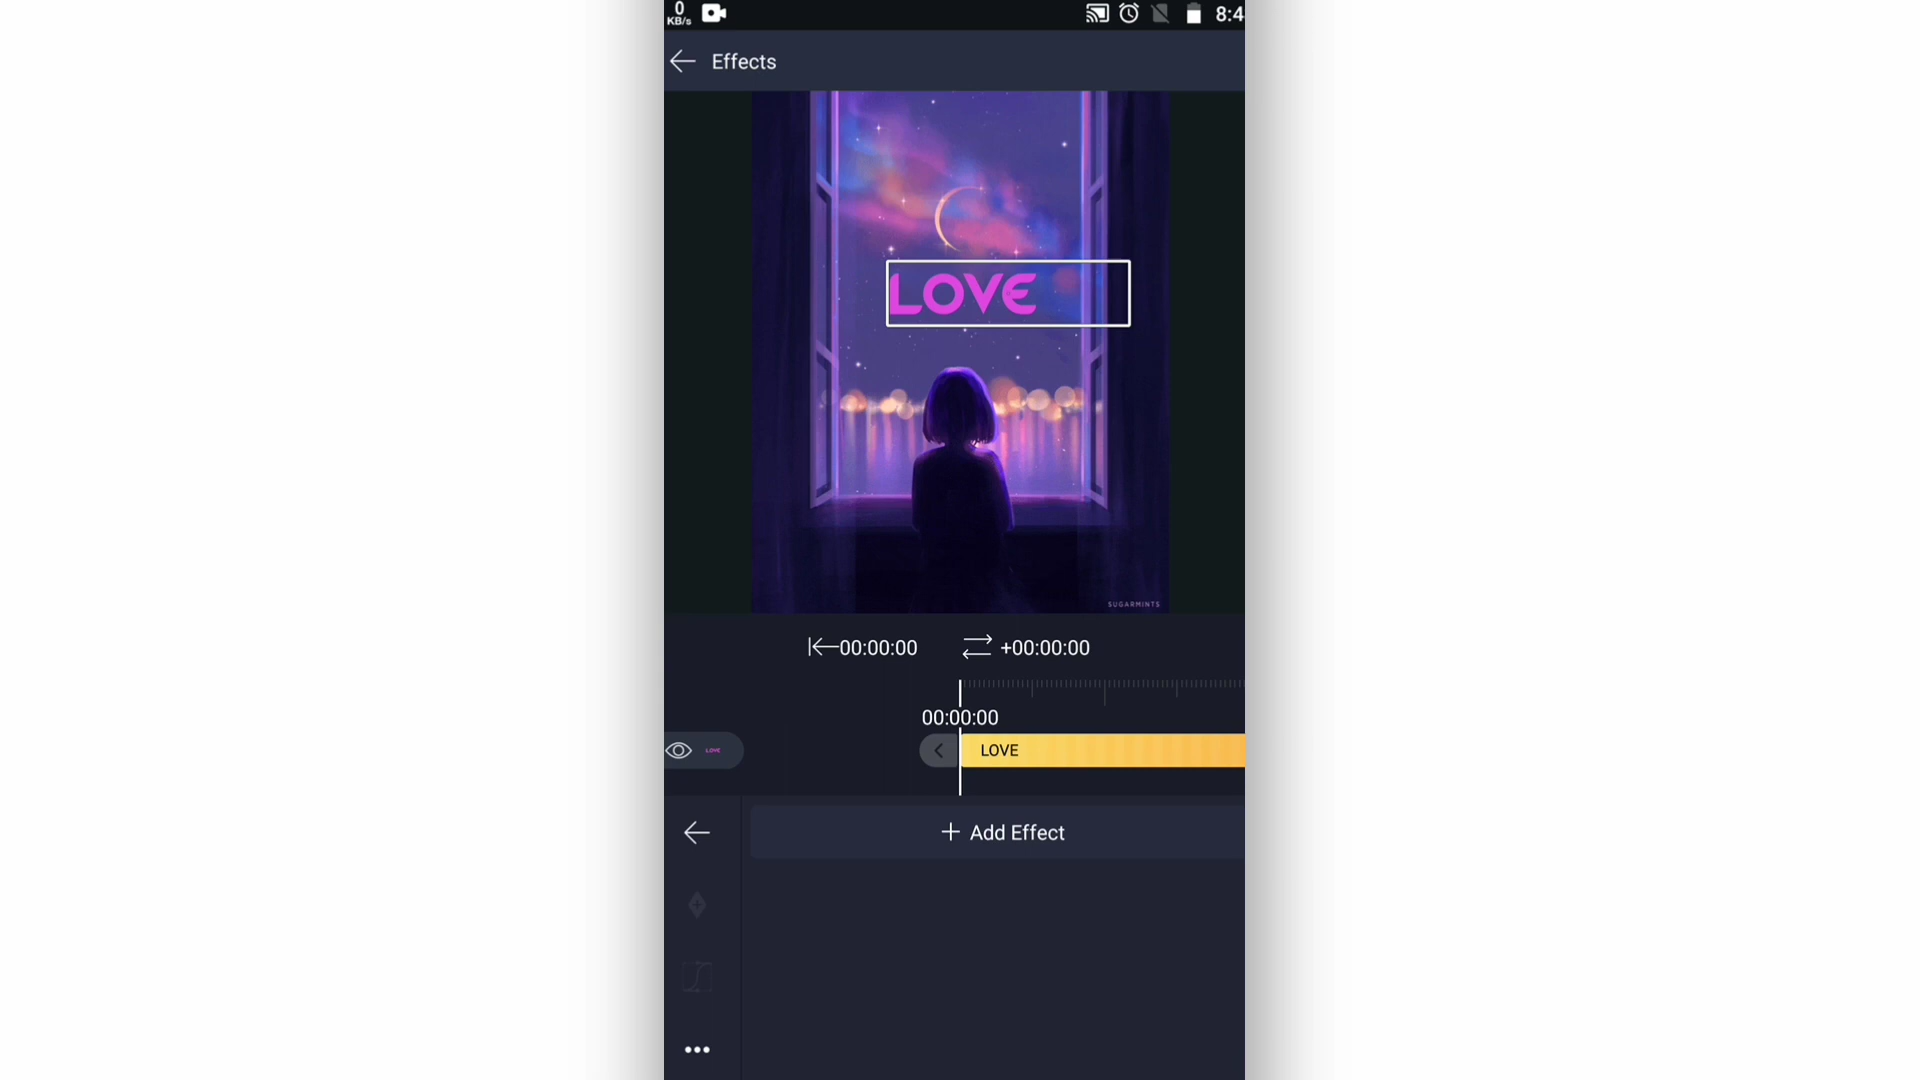 0
KB/s
8:4
Effects
LOVE
SUGARMINTS
00:00:00
+00:00:00
00:00:00
LOVE
LOVE
+ Add Effect